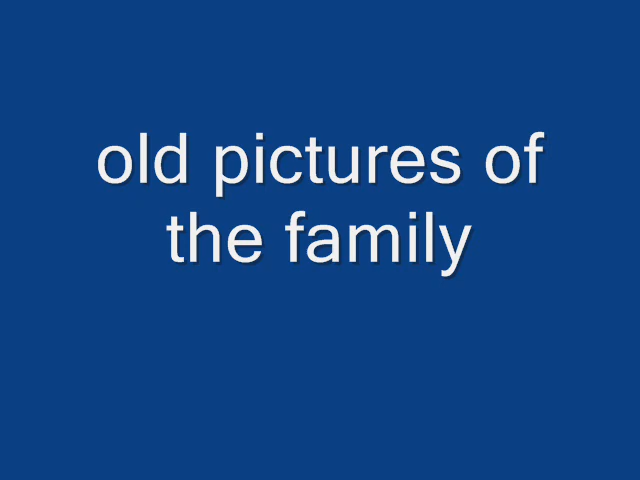 old pictures of
the family